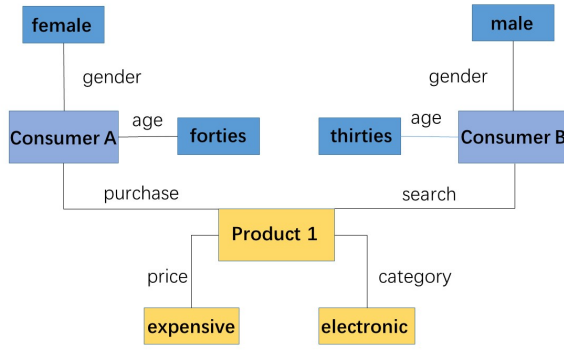 female
male
gender
gender
Consumer A
age
forties
thirties
age
Consumer B
purchase
search
Product 1
price
category
expensive
electronic